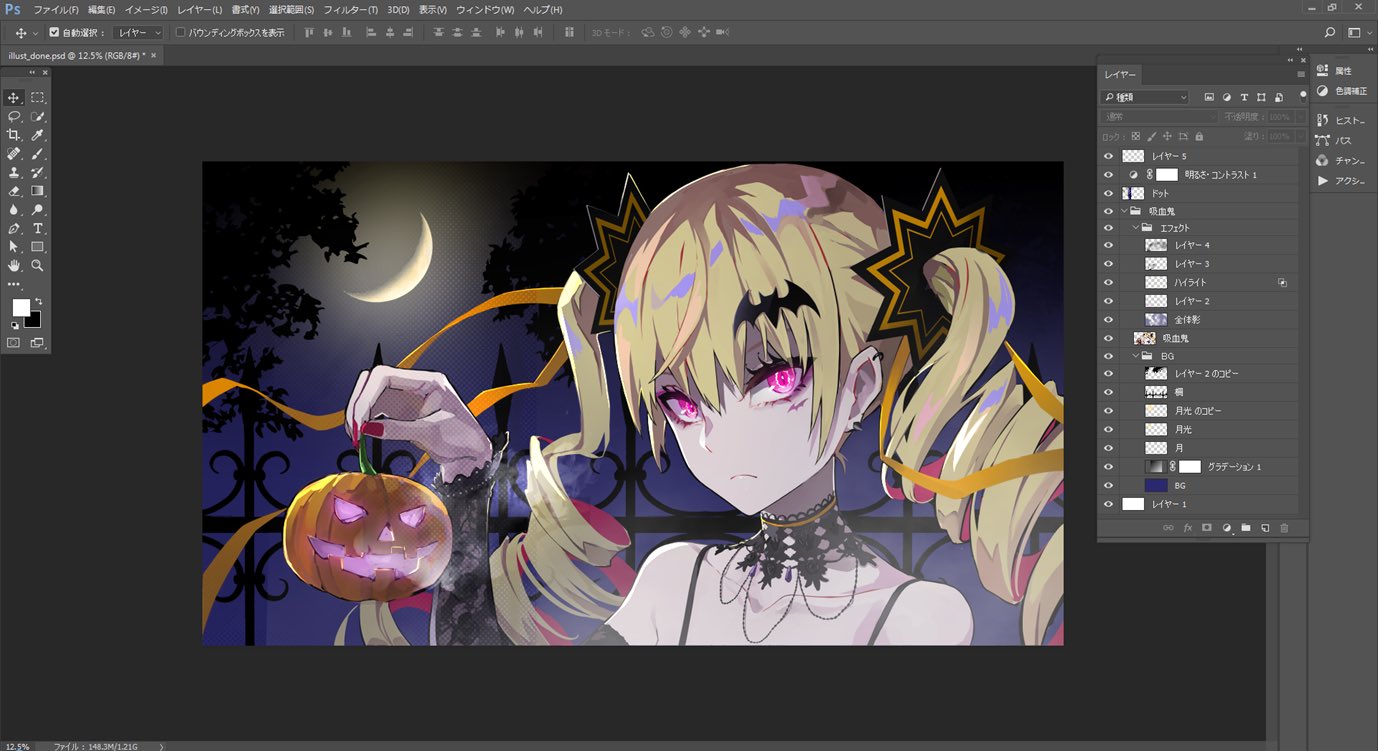 Ps ファイル(F) 編集(E) イメージ(I) レイヤー(L) 書式(Y) 選択範囲(S) フィルター(T) 3D(D) 表示(V) ウィンドウ(W) ヘルプ(H)
自動選択： レイヤー バウンディングボックスを表示 3D モード：
illust_done.psd @ 12.5% (RGB/8#) * ×
レイヤー
種類
通常 不透明度： 100%
ロック： 塗り： 100%
レイヤー 5
明るさ・コントラスト 1
ドット
吸血鬼
エフェクト
レイヤー 4
レイヤー 3
ハイライト
レイヤー 2
全体影
吸血鬼
BG
レイヤー 2 のコピー
柵
月光 のコピー
月光
月
グラデーション 1
BG
レイヤー 1
fx
属性
色調補正
ヒスト...
パス
チャン...
アクシ...
12.5% ファイル : 148.3M/1.21G